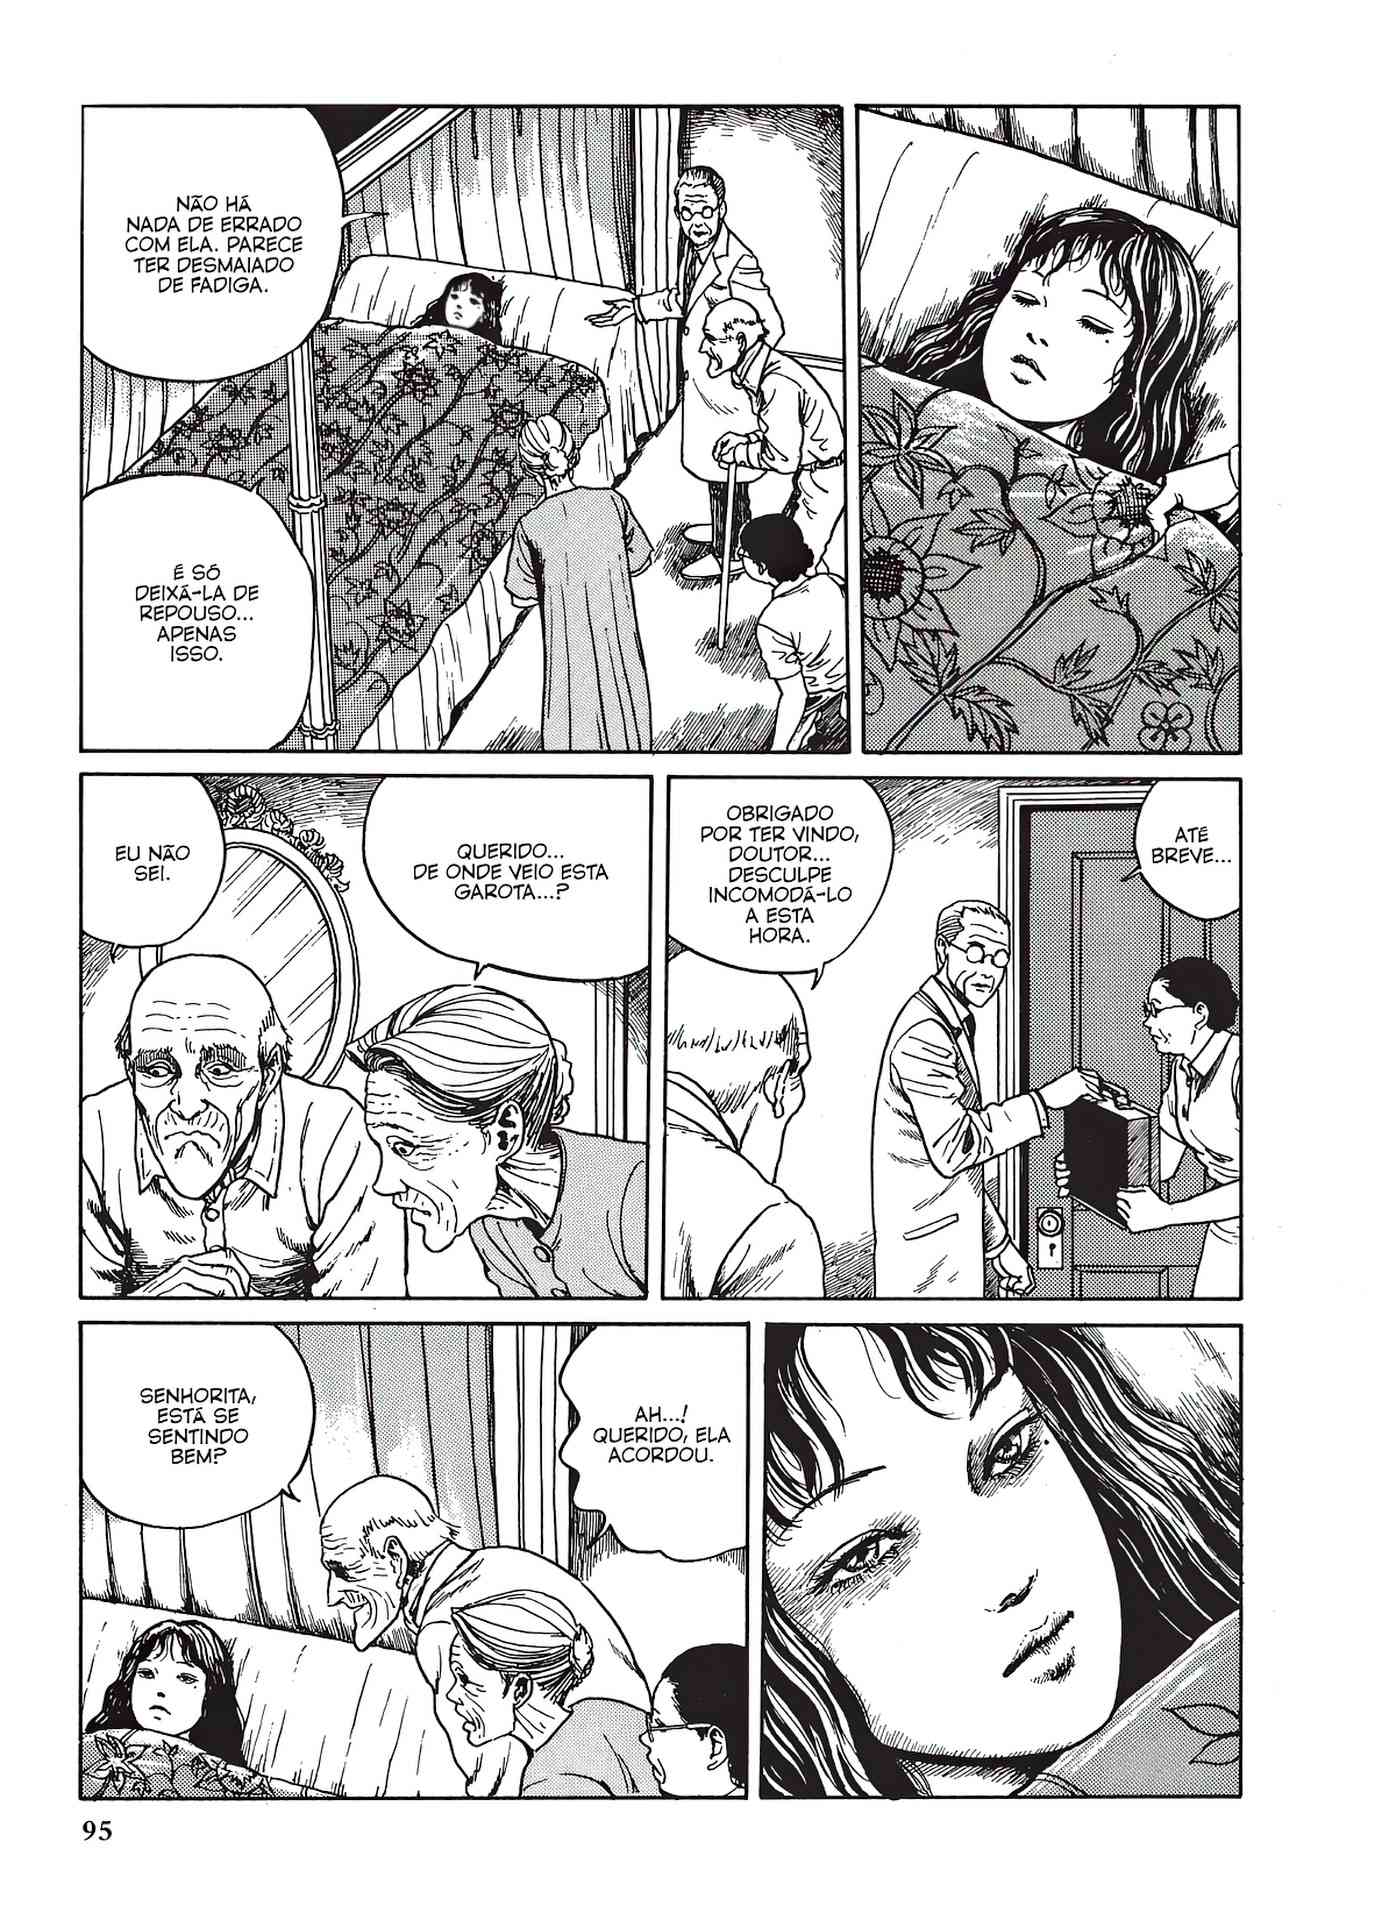 NÃO HÁ
NADA DE ERRADO
COM ELA. PARECE
TER DESMAIADO
DE FADIGA.
É SÓ
DEIXÁ-LA DE
REPOUSO...
APENAS
ISSO.
ATÉ
BREVE...
OBRIGADO
POR TER VINDO,
DOUTOR...
DESCULPE
INCOMODÁ-LO
A ESTA
HORA.
QUERIDO...
DE ONDE VEIO ESTA
GAROTA...?
EU NÃO
SEI.
AH...!
QUERIDO, ELA
ACORDOU.
SENHORITA,
ESTÁ SE
SENTINDO
BEM?
95